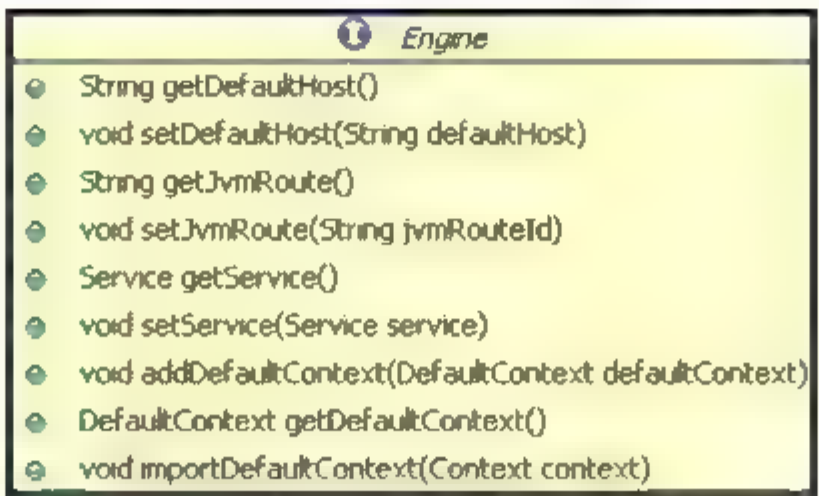 Engine
String getDefaultHost()
void setDefaultHost(String defaultHost)
String getJvmRoute()
void setJvmRoute(String jvmRouteId)
Service getService()
void setService(Service service)
void addDefaultContext(DefaultContext defaultContext)
DefaultContext getDefaultContext()
void importDefaultContext(Context context)